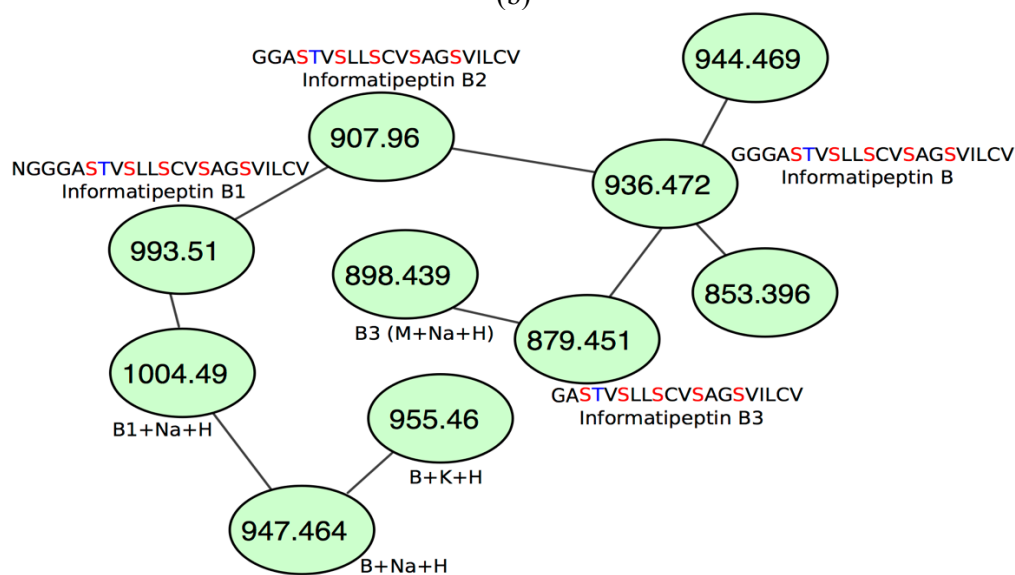 (b)
GGASTVSLLSCVSAGSVILCV
Informatipeptin B2
944.469
907.96
GGGASTVSLLSCVSAGSVILCV
Informatipeptin B
936.472
NGGGASTVSLLSCVSAGSVILCV
Informatipeptin B1
993.51
898.439
B3 (M+Na+H)
853.396
879.451
GASTVSLLSCVSAGSVILCV
Informatipeptin B3
1004.49
B1+Na+H
955.46
B+K+H
947.464
B+Na+H